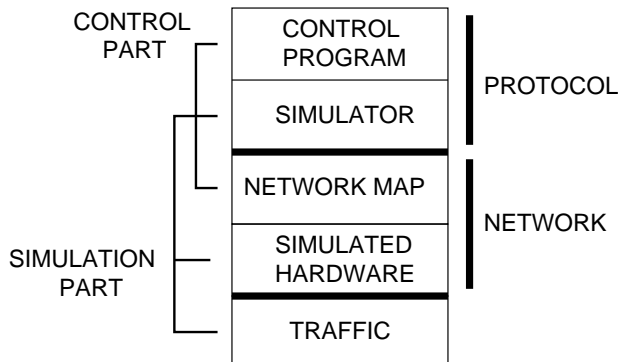 CONTROL
PART
CONTROL
PROGRAM
PROTOCOL
SIMULATOR
NETWORK MAP
NETWORK
SIMULATION
PART
SIMULATED
HARDWARE
TRAFFIC